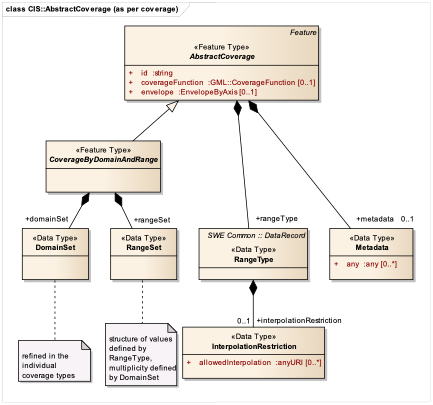 class CIS::AbstractCoverage (as per coverage)
Feature
«Feature Type»
AbstractCoverage
+ id :string
+ coverageFunction :GML::CoverageFunction [0..1]
+ envelope :EnvelopeByAxis [0..1]
«Feature Type»
CoverageByDomainAndRange
+domainSet
+rangeSet
+rangeType
+metadata 0..1
«Data Type»
DomainSet
«Data Type»
RangeSet
SWE Common :: DataRecord
«Data Type»
RangeType
«Data Type»
Metadata
+ any :any [0..*]
0..1 +interpolationRestriction
refined in the
individual
coverage types
structure of values
defined by
RangeType,
multiplicity defined
by DomainSet
«Data Type»
InterpolationRestriction
+ allowedInterpolation :anyURI [0..*]